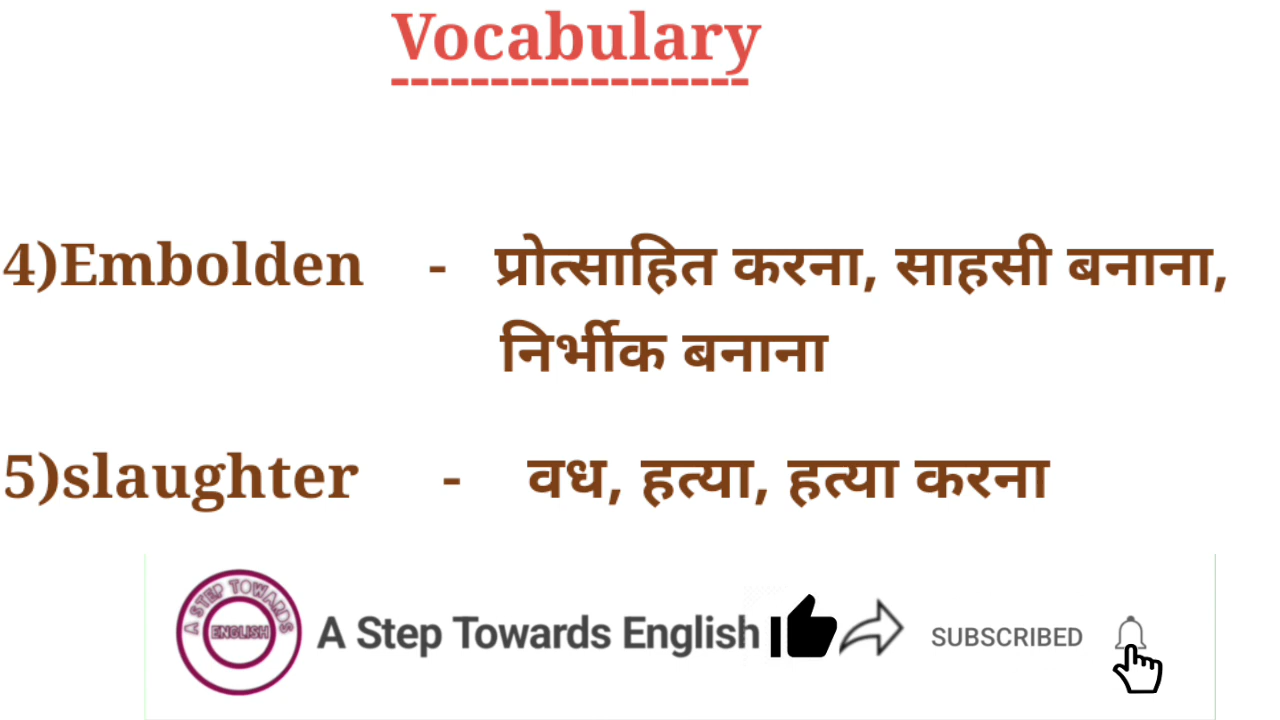 Vocabulary
------------------
4)Embolden - प्रोत्साहित करना, साहसी बनाना,
निर्भीक बनाना
5)slaughter - वध, हत्या, हत्या करना
A STEP TOWARDS
ENGLISH
A Step Towards English
SUBSCRIBED